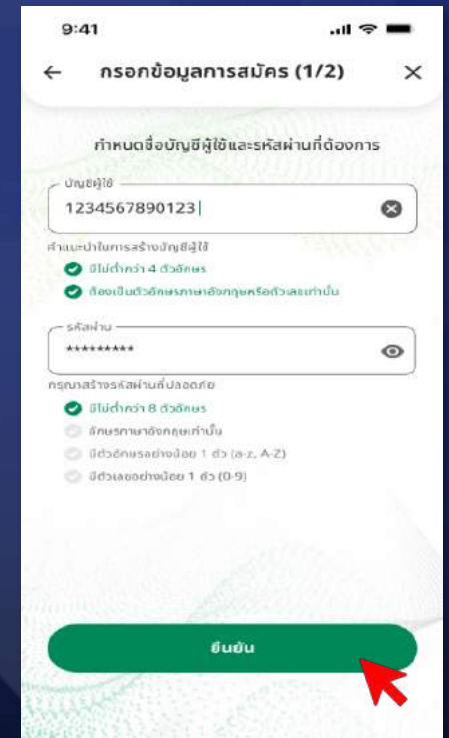 9:41
กรอกข้อมูลการสมัคร (1/2)
กำหนดชื่อบัญชีผู้ใช้และรหัสผ่านที่ต้องการ
บัญชีผู้ใช้
1234567890123
คำแนะนำในการสร้างบัญชีผู้ใช้
มีไม่ต่ำกว่า 4 ตัวอักษร
ต้องเป็นตัวอักษรภาษาอังกฤษหรือตัวเลขเท่านั้น
รหัสผ่าน
*********
กรุณาสร้างรหัสผ่านที่ปลอดภัย
มีไม่ต่ำกว่า 8 ตัวอักษร
อักษรภาษาอังกฤษเท่านั้น
มีตัวอักษรอย่างน้อย 1 ตัว (a-z, A-Z)
มีตัวเลขอย่างน้อย 1 ตัว (0-9)
ยืนยัน